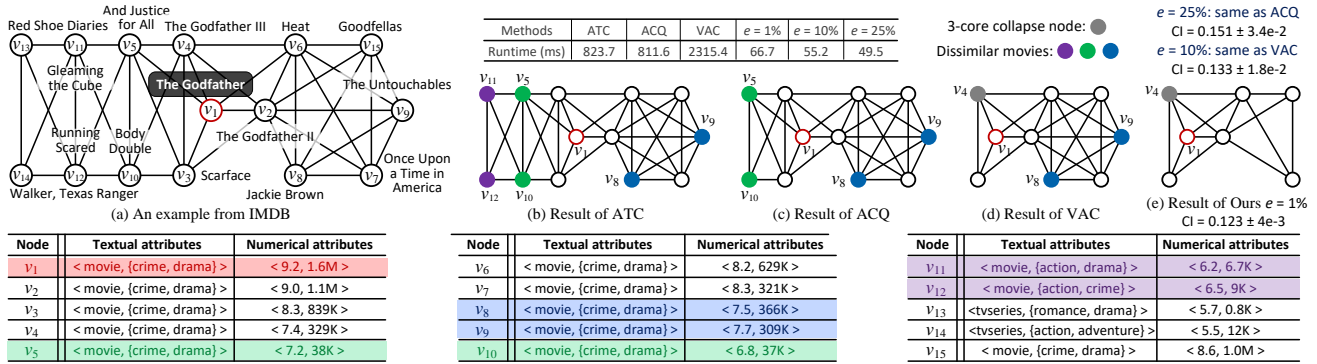 Red Shoe Diaries
And Justice for All
The Godfather III
Heat
Goodfellas
v13
v11
v5
v4
v6
v15
Gleaming the Cube
The Godfather
The Untouchables
v1
v2
v9
The Godfather II
Running Scared
Body Double
Once Upon a Time in America
v14
v12
v10
v3
Scarface
v8
v7
Walker, Texas Ranger
Jackie Brown
(a) An example from IMDB
Methods ATC ACQ VAC e = 1% e = 10% e = 25%
Runtime (ms) 823.7 811.6 2315.4 66.7 55.2 49.5
3-core collapse node:
Dissimilar movies:
e = 25%: same as ACQ
CI = 0.151 ± 3.4e-2
e = 10%: same as VAC
CI = 0.133 ± 1.8e-2
v11
v5
v9
v1
v8
v12
v10
(b) Result of ATC
v5
v9
v1
v8
v10
(c) Result of ACQ
v4
v9
v1
v8
(d) Result of VAC
v4
v1
(e) Result of Ours e = 1%
CI = 0.123 ± 4e-3
Node Textual attributes Numerical attributes
v1 < movie, {crime, drama} > < 9.2, 1.6M >
v2 < movie, {crime, drama} > < 9.0, 1.1M >
v3 < movie, {crime, drama} > < 8.3, 839K >
v4 < movie, {crime, drama} > < 7.4, 329K >
v5 < movie, {crime, drama} > < 7.2, 38K >
Node Textual attributes Numerical attributes
v6 < movie, {crime, drama} > < 8.2, 629K >
v7 < movie, {crime, drama} > < 8.3, 321K >
v8 < movie, {crime, drama} > < 7.5, 366K >
v9 < movie, {crime, drama} > < 7.7, 309K >
v10 < movie, {crime, drama} > < 6.8, 37K >
Node Textual attributes Numerical attributes
v11 < movie, {action, drama} > < 6.2, 6.7K >
v12 < movie, {action, crime} > < 6.5, 9K >
v13 <tvseries, {romance, drama} > < 5.7, 0.8K >
v14 <tvseries, {action, adventure} > < 5.5, 12K >
v15 < movie, {crime, drama} > < 8.6, 1.0M >